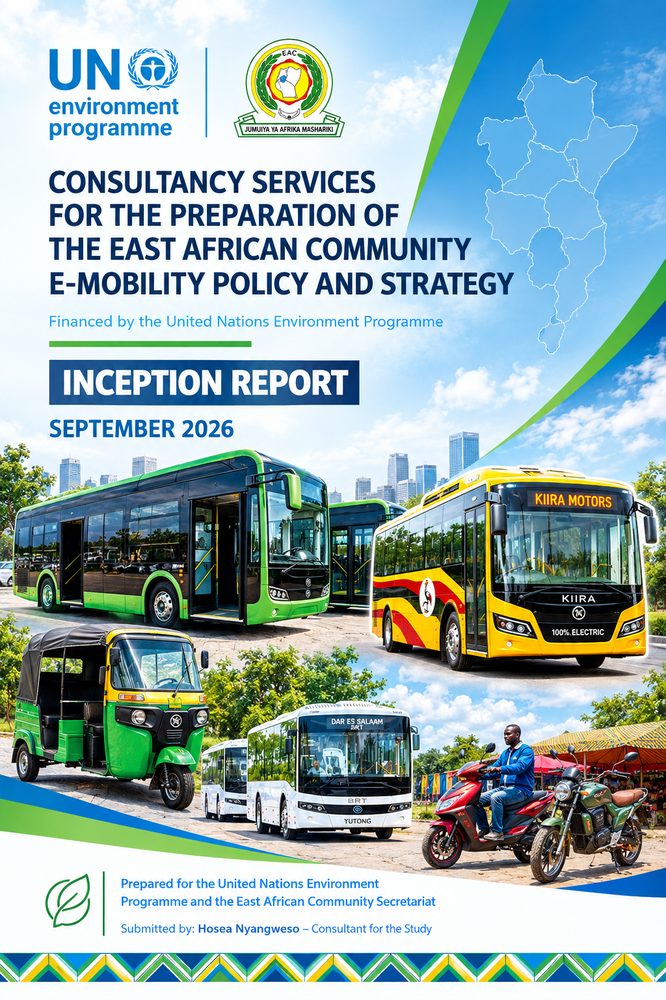 UN
environment
programme
EAC
JUMUIYA YA AFRIKA MASHARIKI
CONSULTANCY SERVICES
FOR THE PREPARATION OF
THE EAST AFRICAN COMMUNITY
E-MOBILITY POLICY AND STRATEGY
Financed by the United Nations Environment Programme
INCEPTION REPORT
SEPTEMBER 2026
KIIRA MOTORS
KIIRA
100% ELECTRIC
DAR ES SALAAM
BRT
YUTONG
Prepared for the United Nations Environment
Programme and the East African Community Secretariat
Submitted by: Hosea Nyangweso – Consultant for the Study